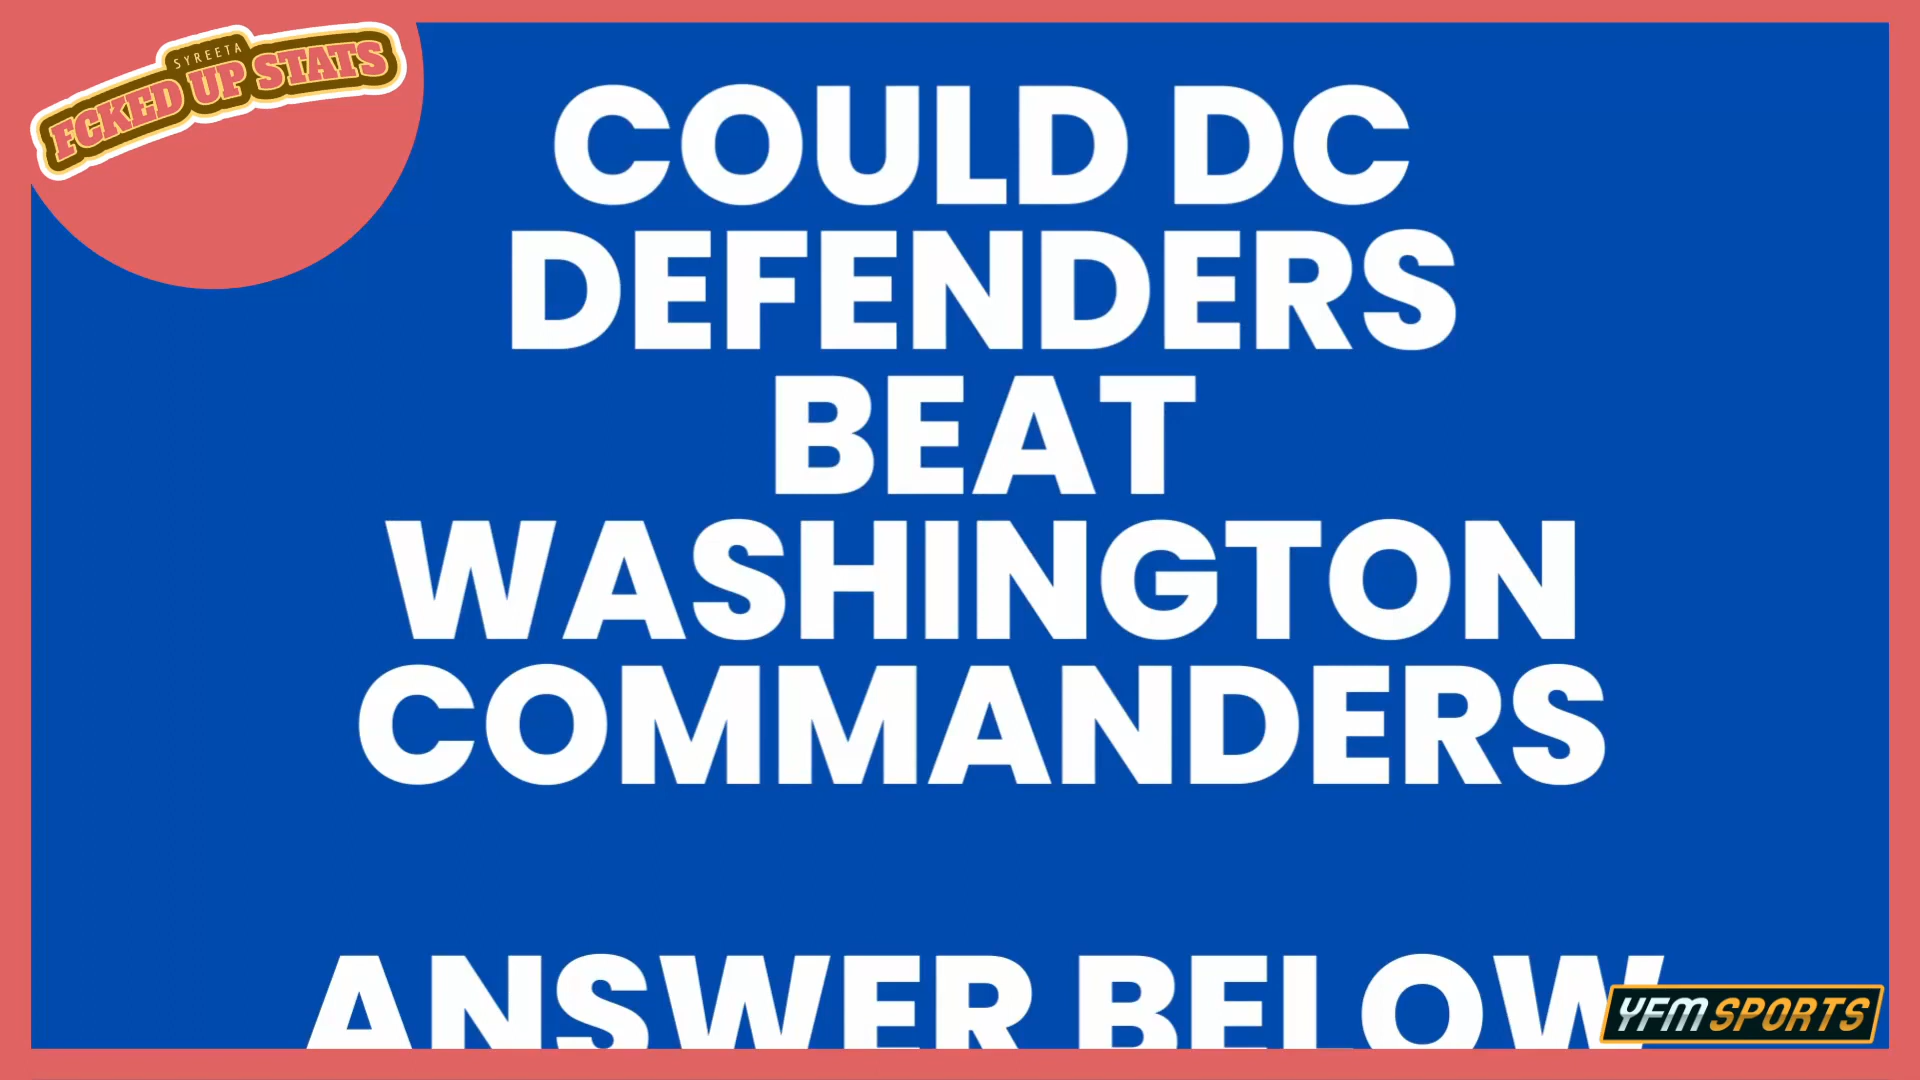 SYREETA
FCKED UP STATS
COULD DC
DEFENDERS
BEAT
WASHINGTON
COMMANDERS
ANSWER BELOW
YFM SPORTS